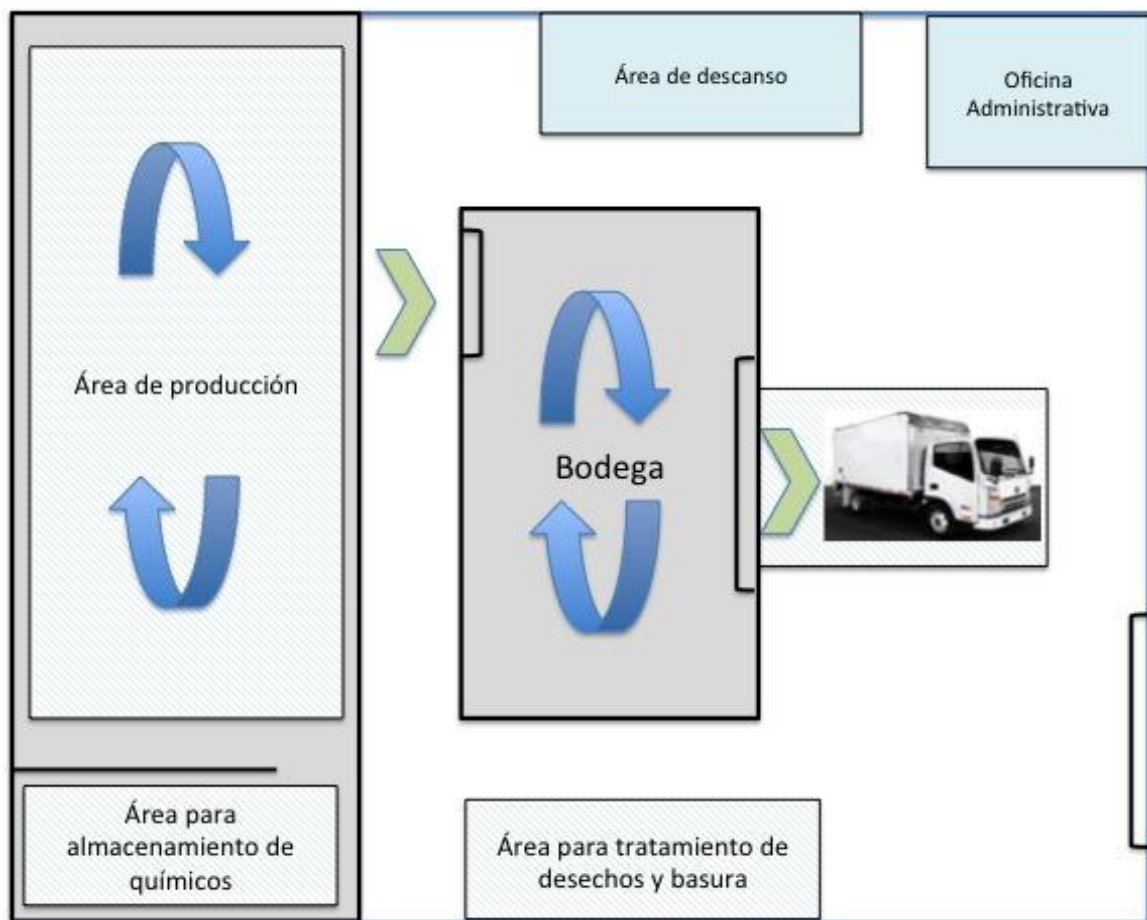 Área de descanso
Oficina
Administrativa
Área de producción
Bodega
Área para
almacenamiento de
químicos
Área para tratamiento de
desechos y basura